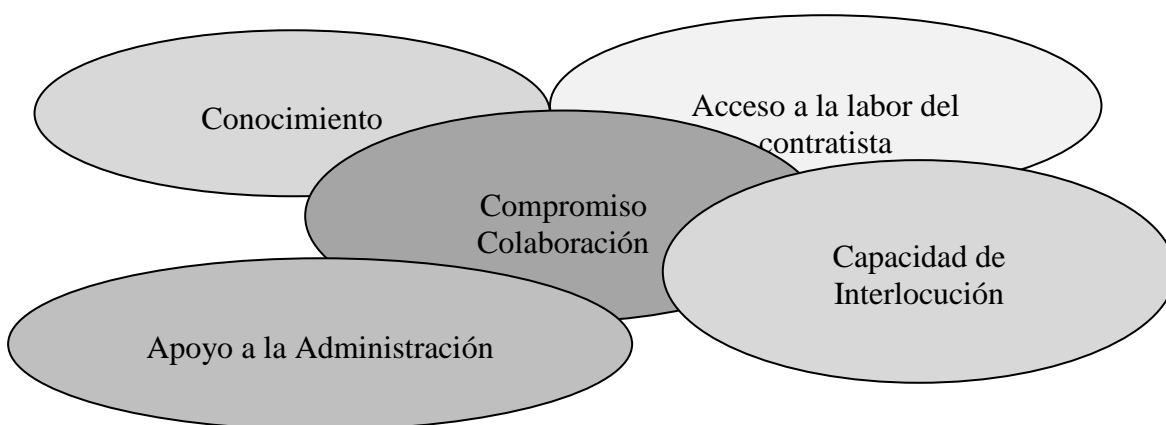 Conocimiento
Acceso a la labor del
contratista
Compromiso
Colaboración
Capacidad de
Interlocución
Apoyo a la Administración